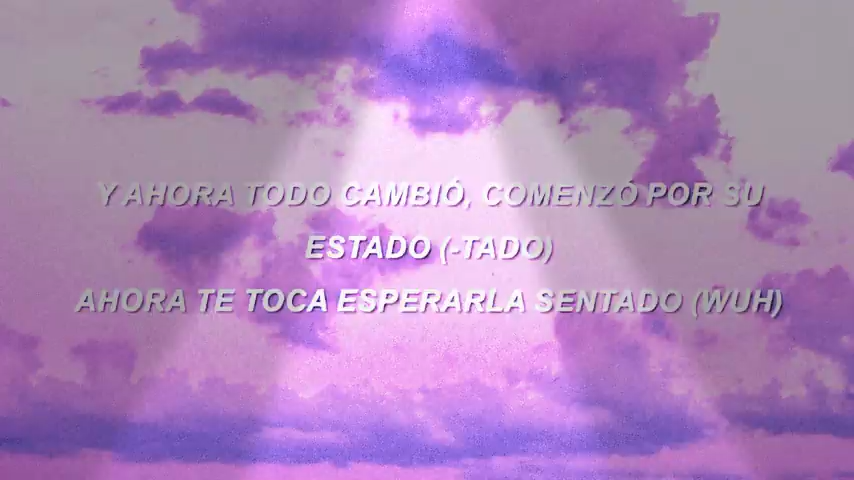 Y AHORA TODO CAMBIÓ, COMENZÓ POR SU
ESTADO (-TADO)
AHORA TE TOCA ESPERARLA SENTADO (WUH)